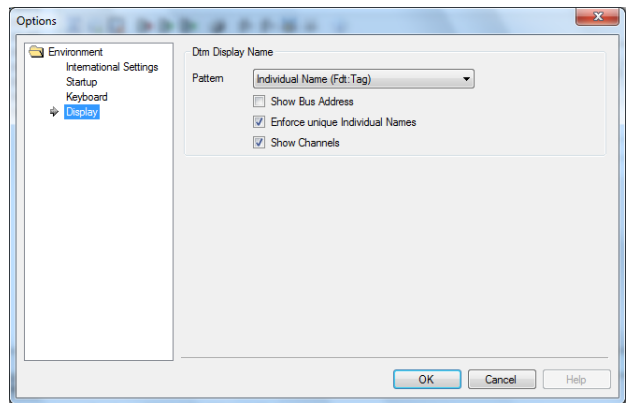 Options
Environment
International Settings
Startup
Keyboard
Display
Dtm Display Name
Pattern
Individual Name (Fdt:Tag)
Show Bus Address
Enforce unique Individual Names
Show Channels
OK
Cancel
Help